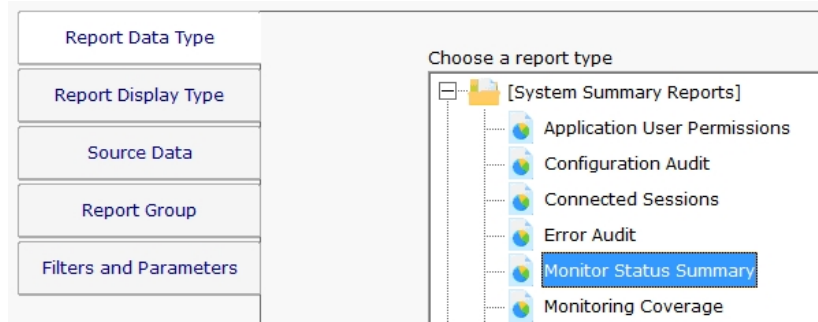 Report Data Type
Report Display Type
Source Data
Report Group
Filters and Parameters
Choose a report type
[System Summary Reports]
Application User Permissions
Configuration Audit
Connected Sessions
Error Audit
Monitor Status Summary
Monitoring Coverage